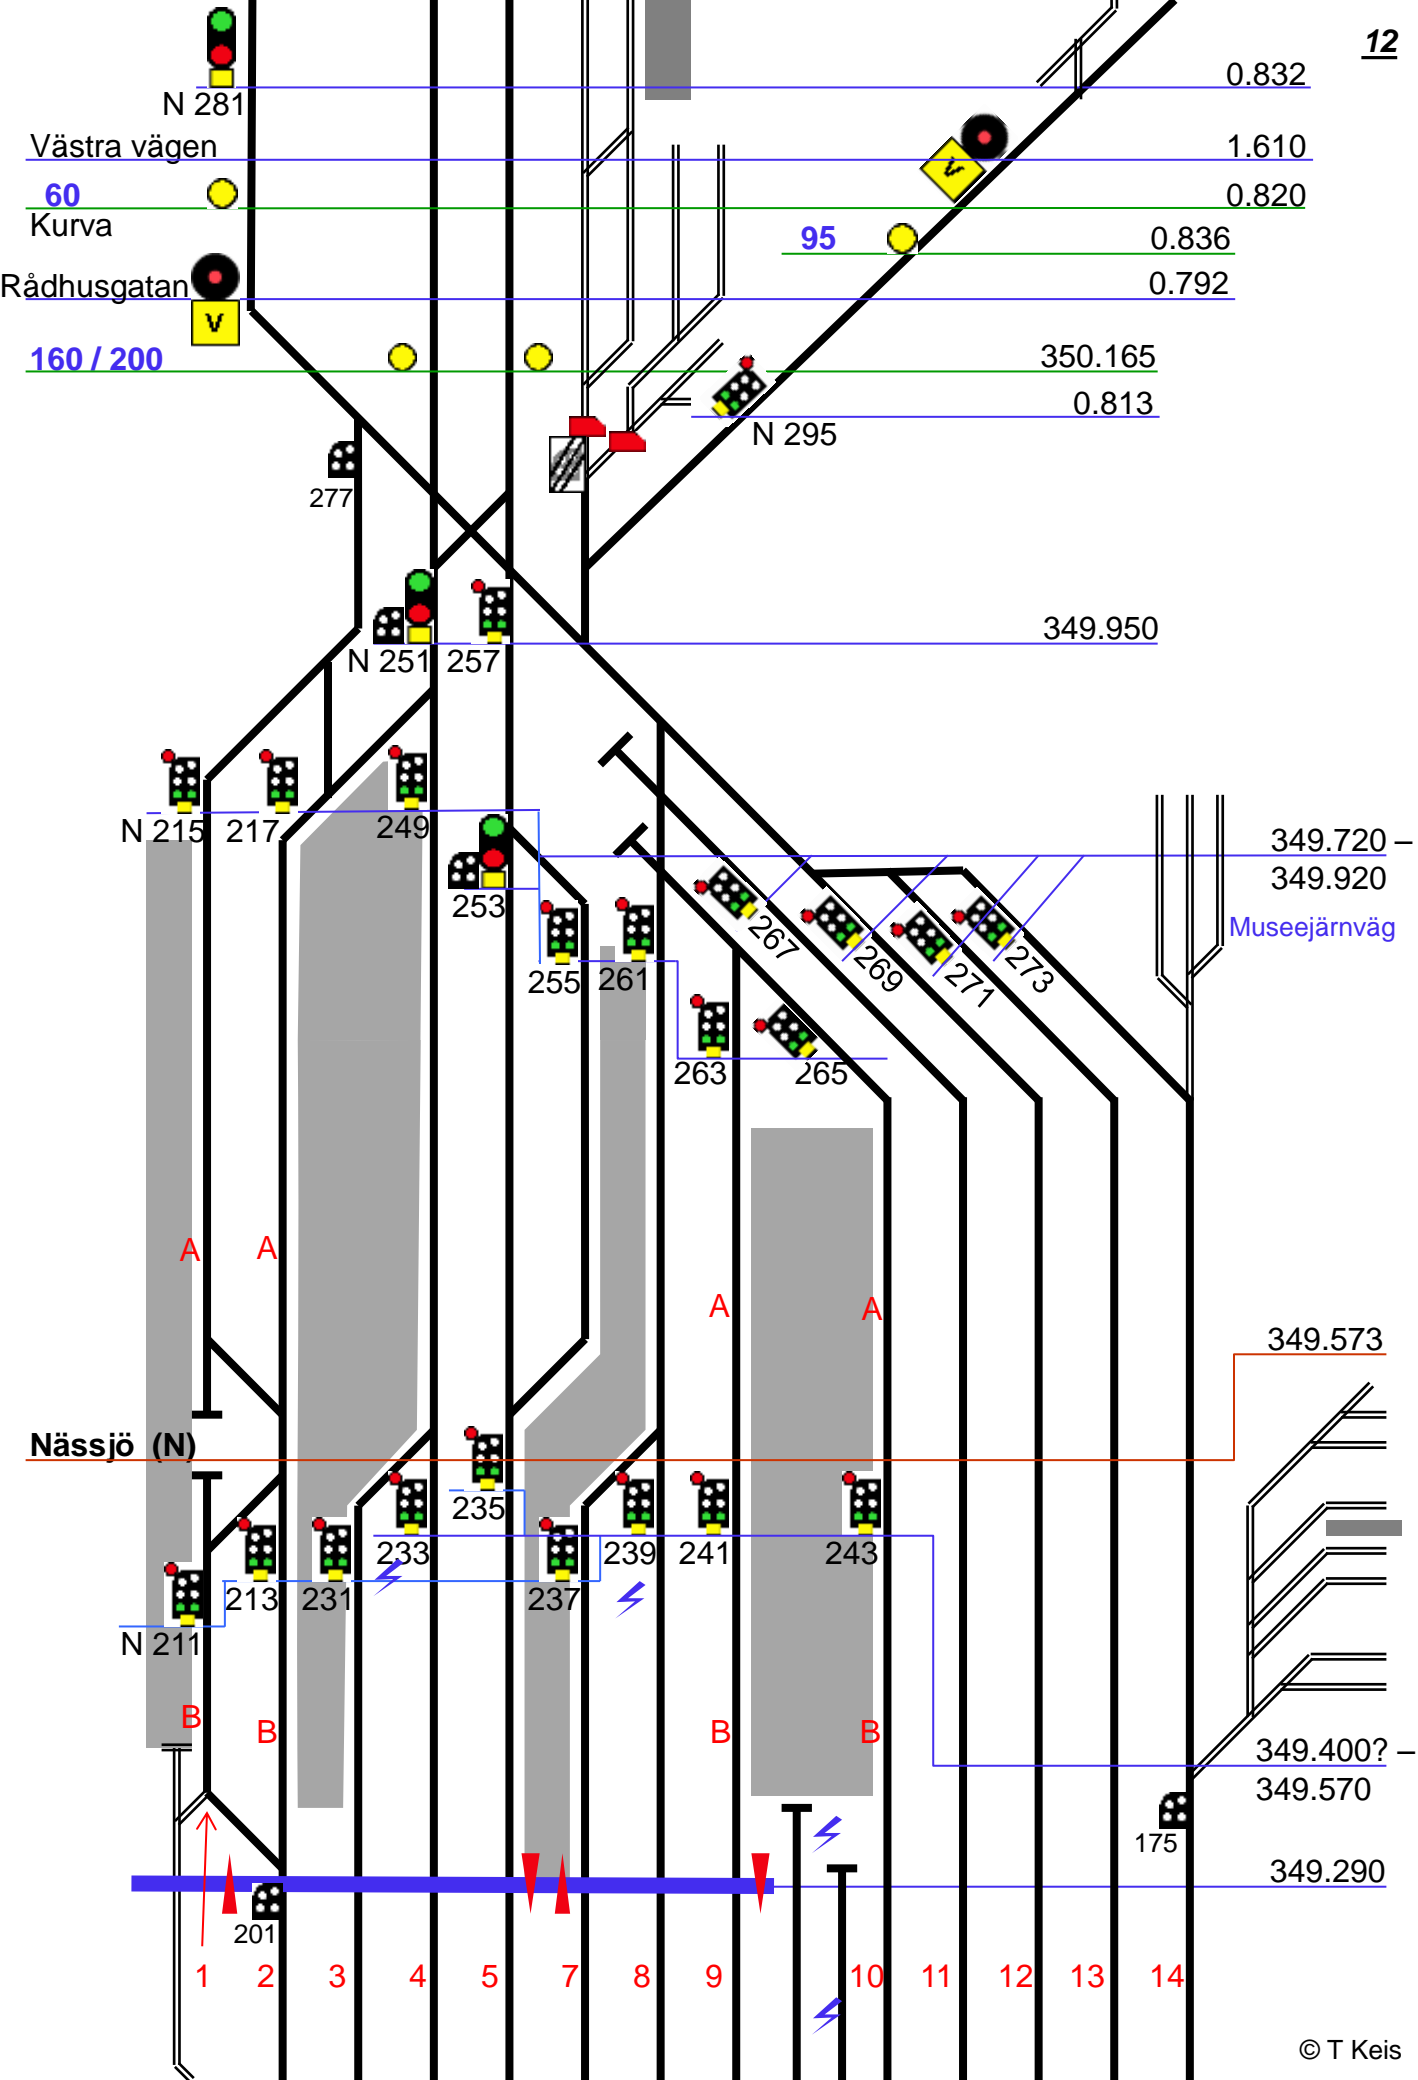 12
0.832
N 281
Västra vägen
1.610
V
60
0.820
Kurva
95
0.836
Rådhusgatan
0.792
V
160 / 200
350.165
0.813
N 295
277
349.950
N 251
257
N 215
217
249
349.720 –
349.920
253
267
269
271
273
Museejärnväg
255
261
263
265
A
A
A
A
349.573
Nässjö (N)
235
233
239
241
243
213
231
237
N 211
B
B
B
B
349.400? –
349.570
175
349.290
201
1
2
3
4
5
7
8
9
10
11
12
13
14
© T Keis